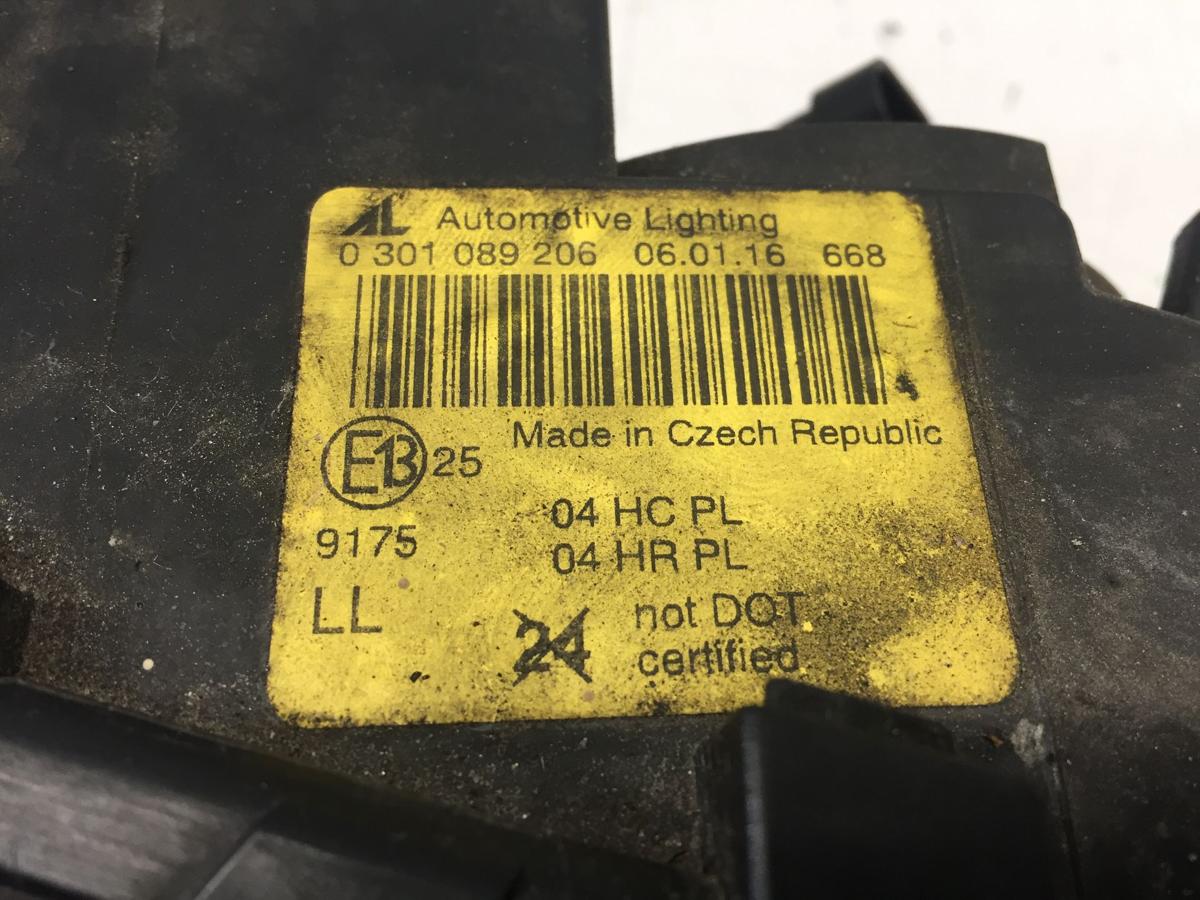 AL Automotive Lighting
0 301 089 206 06.01.16 668
Made in Czech Republic
E13 25
04 HC PL
9175
04 HR PL
LL
24
not DOT
certified